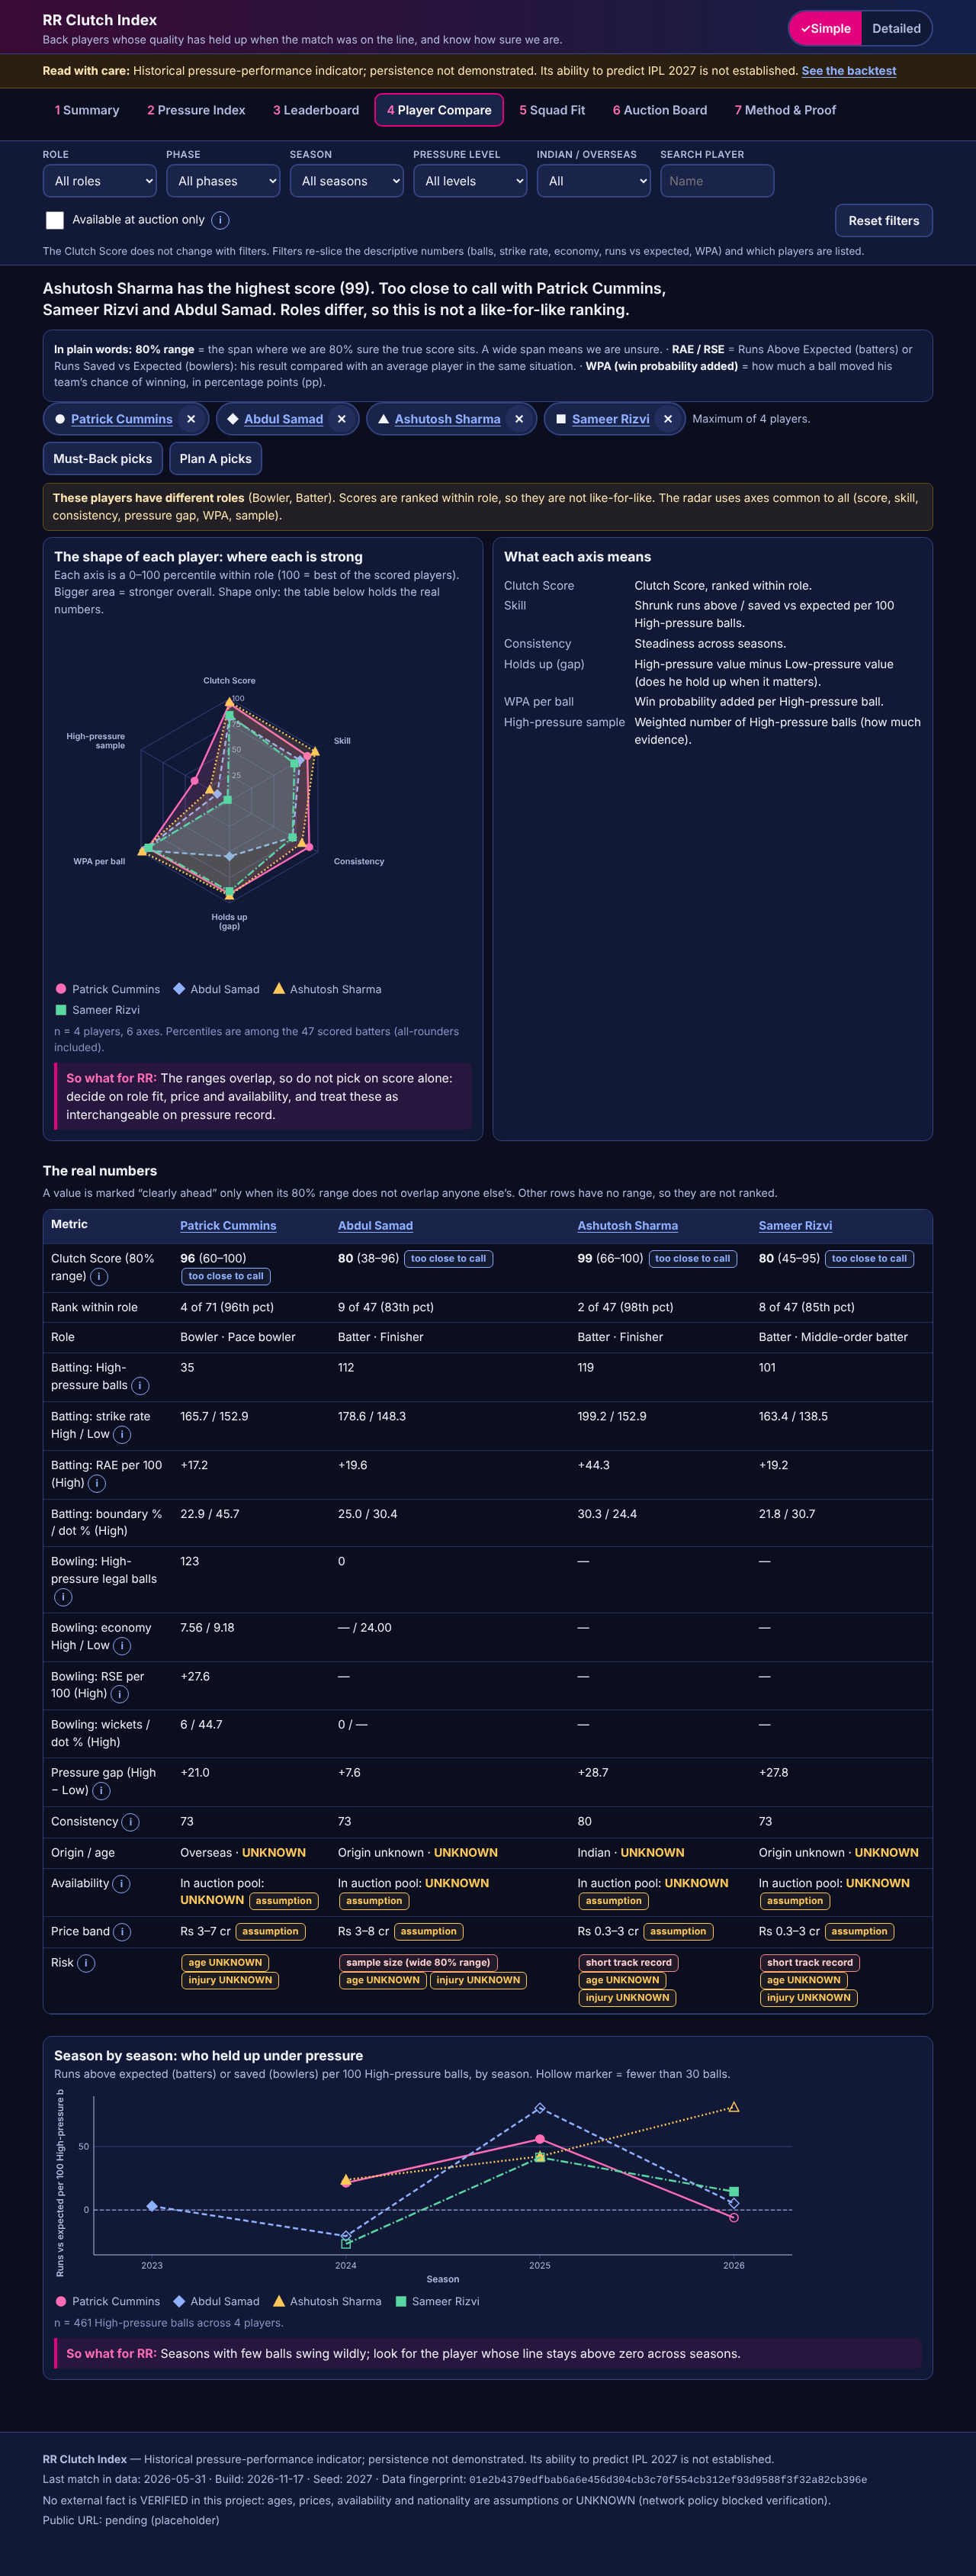 RR Clutch Index
Back players whose quality has held up when the match was on the line, and know how sure we are.
✓Simple
Detailed
Read with care: Historical pressure-performance indicator; persistence not demonstrated. Its ability to predict IPL 2027 is not established. See the backtest
1 Summary
2 Pressure Index
3 Leaderboard
4 Player Compare
5 Squad Fit
6 Auction Board
7 Method & Proof
ROLE
PHASE
SEASON
PRESSURE LEVEL
INDIAN / OVERSEAS
SEARCH PLAYER
All roles
All phases
All seasons
All levels
All
Name
Available at auction only i
Reset filters
The Clutch Score does not change with filters. Filters re-slice the descriptive numbers (balls, strike rate, economy, runs vs expected, WPA) and which players are listed.
Ashutosh Sharma has the highest score (99). Too close to call with Patrick Cummins,
Sameer Rizvi and Abdul Samad. Roles differ, so this is not a like-for-like ranking.
In plain words: 80% range = the span where we are 80% sure the true score sits. A wide span means we are unsure. · RAE / RSE = Runs Above Expected (batters) or
Runs Saved vs Expected (bowlers): his result compared with an average player in the same situation. · WPA (win probability added) = how much a ball moved his
team's chance of winning, in percentage points (pp).
Patrick Cummins ✕
Abdul Samad ✕
Ashutosh Sharma ✕
Sameer Rizvi ✕
Maximum of 4 players.
Must-Back picks
Plan A picks
These players have different roles (Bowler, Batter). Scores are ranked within role, so they are not like-for-like. The radar uses axes common to all (score, skill,
consistency, pressure gap, WPA, sample).
The shape of each player: where each is strong
Each axis is a 0–100 percentile within role (100 = best of the scored players).
Bigger area = stronger overall. Shape only: the table below holds the real
numbers.
Clutch Score
100
50
25
Skill
Consistency
Holds up
(gap)
WPA per ball
High-pressure
sample
Patrick Cummins
Abdul Samad
Ashutosh Sharma
Sameer Rizvi
n = 4 players, 6 axes. Percentiles are among the 47 scored batters (all-rounders
included).
So what for RR: The ranges overlap, so do not pick on score alone:
decide on role fit, price and availability, and treat these as
interchangeable on pressure record.
What each axis means
Clutch Score Clutch Score, ranked within role.
Skill Shrunk runs above / saved vs expected per 100
High-pressure balls.
Consistency Steadiness across seasons.
Holds up (gap) High-pressure value minus Low-pressure value
(does he hold up when it matters).
WPA per ball Win probability added per High-pressure ball.
High-pressure sample Weighted number of High-pressure balls (how much
evidence).
The real numbers
A value is marked “clearly ahead” only when its 80% range does not overlap anyone else's. Other rows have no range, so they are not ranked.
Metric Patrick Cummins Abdul Samad Ashutosh Sharma Sameer Rizvi
Clutch Score (80% range) i 96 (60–100) too close to call 80 (38–96) too close to call 99 (66–100) too close to call 80 (45–95) too close to call
Rank within role 4 of 71 (96th pct) 9 of 47 (83th pct) 2 of 47 (98th pct) 8 of 47 (85th pct)
Role Bowler · Pace bowler Batter · Finisher Batter · Finisher Batter · Middle-order batter
Batting: High-pressure balls i 35 112 119 101
Batting: strike rate High / Low i 165.7 / 152.9 178.6 / 148.3 199.2 / 152.9 163.4 / 138.5
Batting: RAE per 100 (High) i +17.2 +19.6 +44.3 +19.2
Batting: boundary % / dot % (High) 22.9 / 45.7 25.0 / 30.4 30.3 / 24.4 21.8 / 30.7
Bowling: High-pressure legal balls i 123 0 — —
Bowling: economy High / Low i 7.56 / 9.18 — / 24.00 — —
Bowling: RSE per 100 (High) i +27.6 — — —
Bowling: wickets / dot % (High) 6 / 44.7 0 / — — —
Pressure gap (High − Low) i +21.0 +7.6 +28.7 +27.8
Consistency i 73 73 80 73
Origin / age Overseas · UNKNOWN Origin unknown · UNKNOWN Indian · UNKNOWN Origin unknown · UNKNOWN
Availability i In auction pool: UNKNOWN assumption In auction pool: UNKNOWN assumption In auction pool: UNKNOWN assumption In auction pool: UNKNOWN assumption
Price band i Rs 3–7 cr assumption Rs 3–8 cr assumption Rs 0.3–3 cr assumption Rs 0.3–3 cr assumption
Risk i age UNKNOWN injury UNKNOWN sample size (wide 80% range) age UNKNOWN injury UNKNOWN short track record age UNKNOWN injury UNKNOWN short track record age UNKNOWN injury UNKNOWN
Season by season: who held up under pressure
Runs above expected (batters) or saved (bowlers) per 100 High-pressure balls, by season. Hollow marker = fewer than 30 balls.
Runs vs expected per 100 High-pressure b
50
0
2023
2024
2025
2026
Season
Patrick Cummins
Abdul Samad
Ashutosh Sharma
Sameer Rizvi
n = 461 High-pressure balls across 4 players.
So what for RR: Seasons with few balls swing wildly; look for the player whose line stays above zero across seasons.
RR Clutch Index — Historical pressure-performance indicator; persistence not demonstrated. Its ability to predict IPL 2027 is not established.
Last match in data: 2026-05-31 · Build: 2026-11-17 · Seed: 2027 · Data fingerprint: 01e2b4379edfbab6a6e456d304cb3c70f554cb312ef93d9588f3f32a82cb396e
No external fact is VERIFIED in this project: ages, prices, availability and nationality are assumptions or UNKNOWN (network policy blocked verification).
Public URL: pending (placeholder)